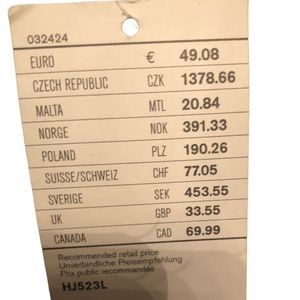 032424
EURO € 49.08
CZECH REPUBLIC CZK 1378.66
MALTA MTL 20.84
NORGE NOK 391.33
POLAND PLZ 190.26
SUISSE/SCHWEIZ CHF 77.05
SVERIGE SEK 453.55
UK GBP 33.55
CANADA CAD 69.99
Recommended retail price
Unverbindliche Preisempfehlung
Prix public recommandés
HJ523L